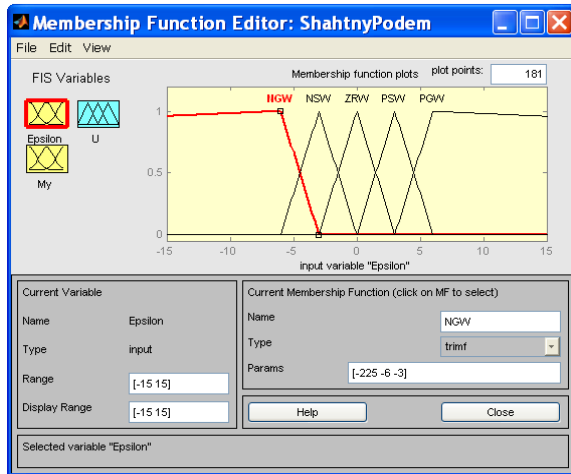 Membership Function Editor: ShahtnyPodem
File Edit View
FIS Variables
Membership function plots plot points: 181
NGW NSW ZRW PSW PGW
1
0.5
0
-15 -10 -5 0 5 10 15
input variable "Epsilon"
Epsilon U
My
Current Variable
Name Epsilon
Type input
Range [-15 15]
Display Range [-15 15]
Current Membership Function (click on MF to select)
Name NGW
Type trimf
Params [-225 -6 -3]
Help Close
Selected variable "Epsilon"